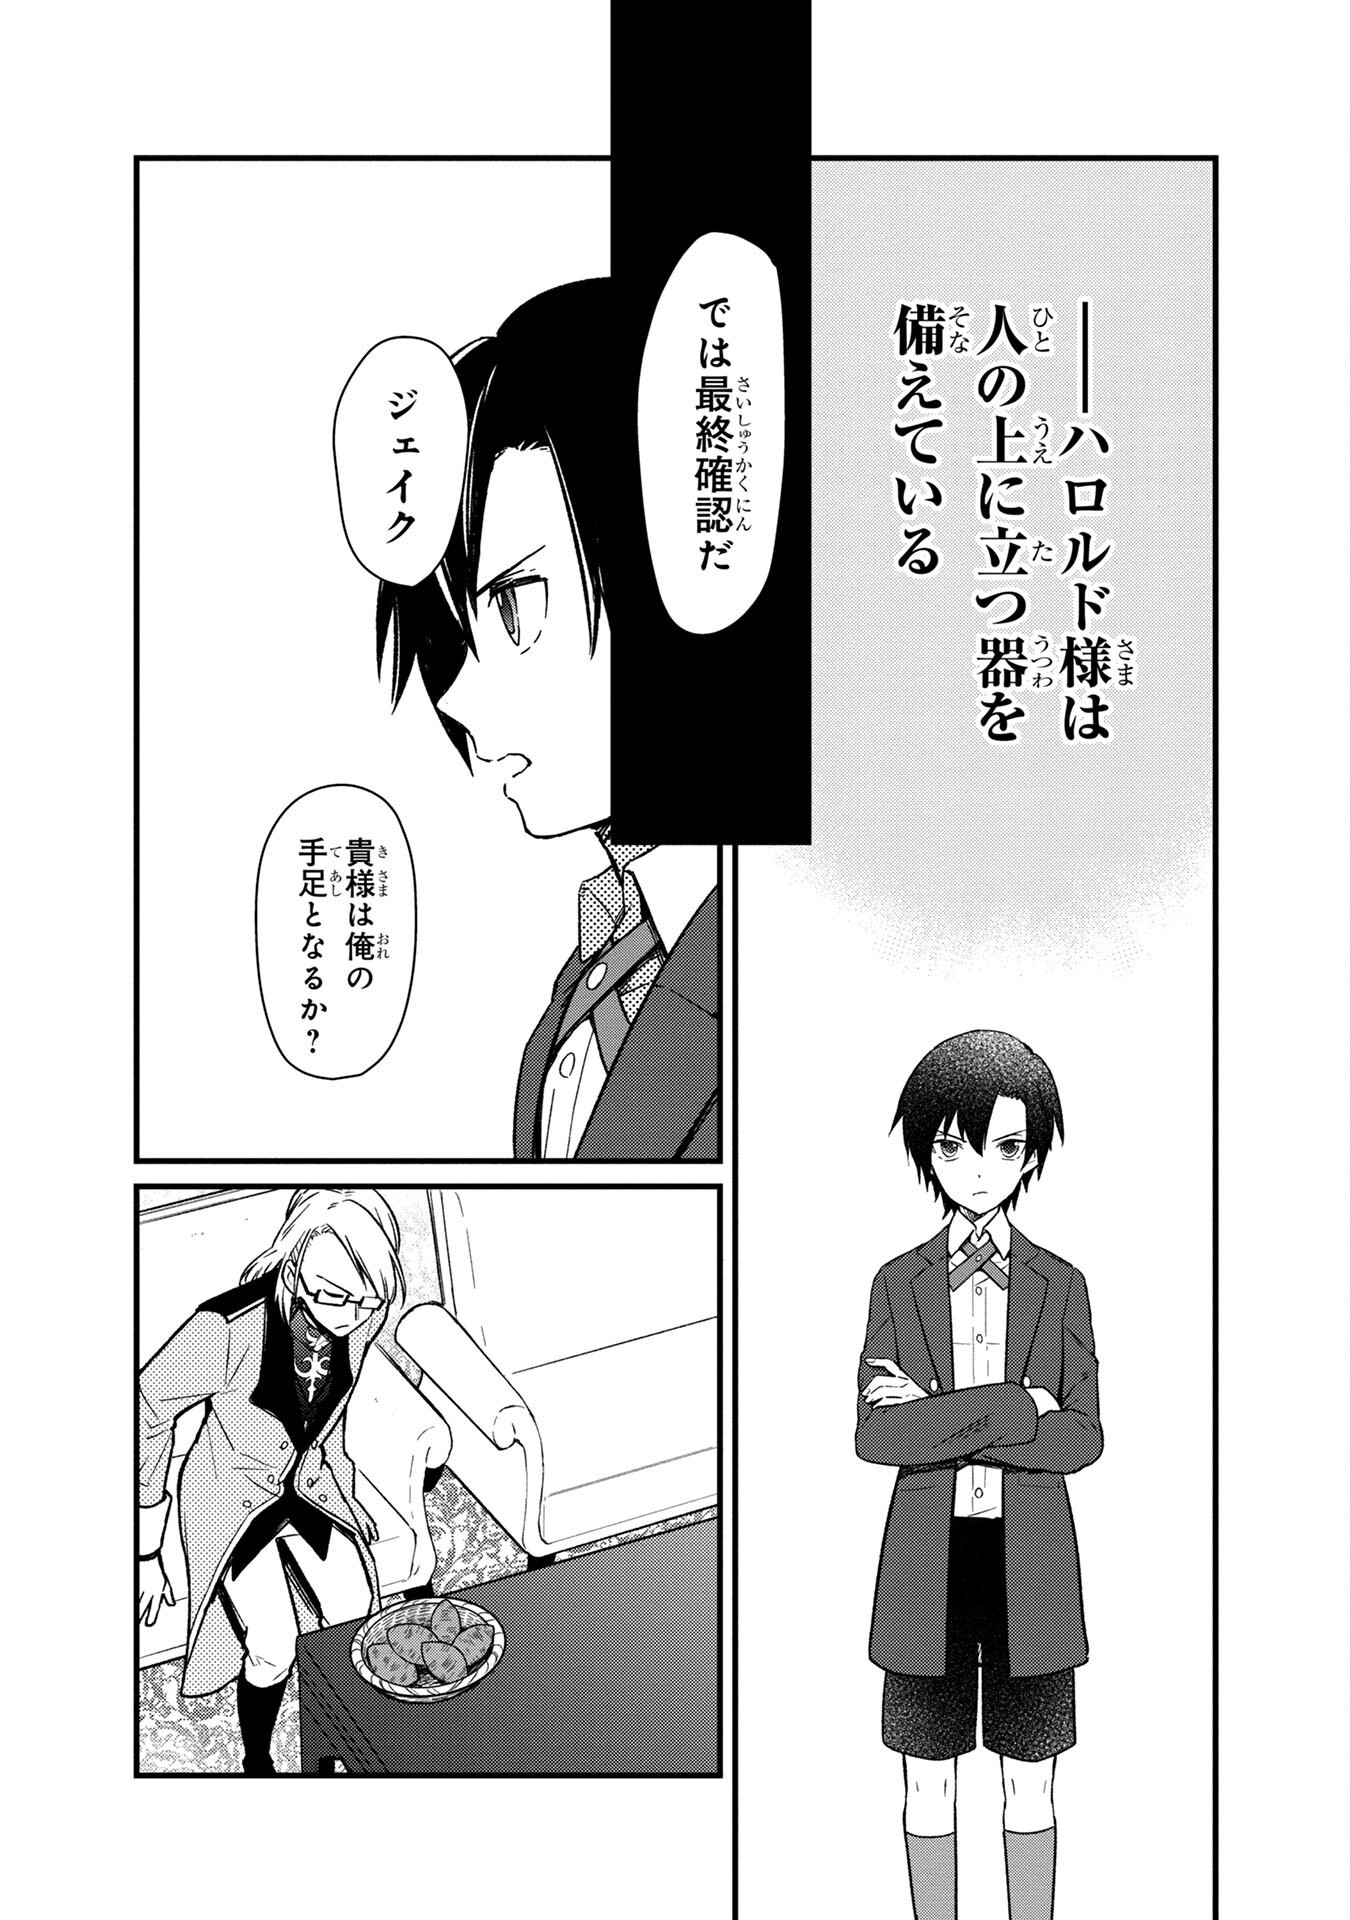 ――ハロルド様は
人の上に立つ器を
備えている
では最終確認だ
ジェイク
貴様は俺の
手足となるか？